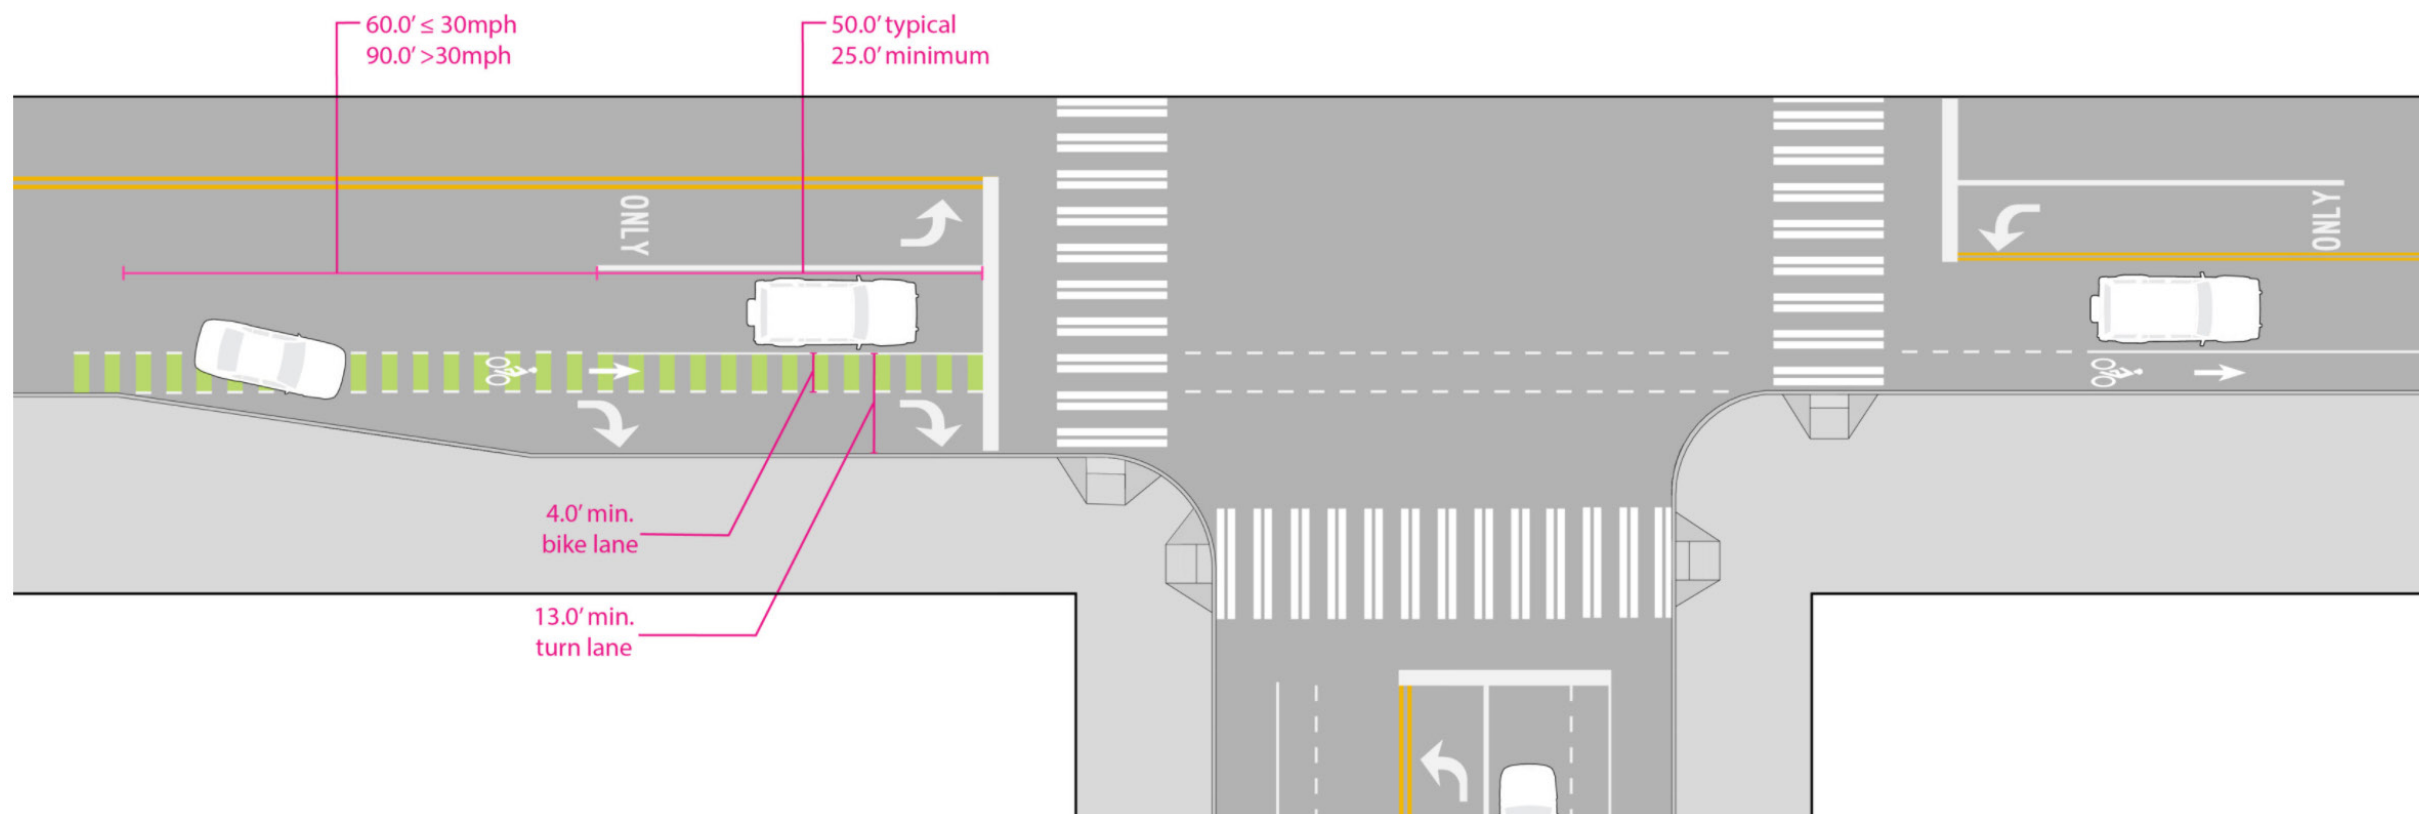 60.0’ ≤ 30mph
90.0’ >30mph
50.0’ typical
25.0’ minimum
ONLY
ONLY
4.0’ min.
bike lane
13.0’ min.
turn lane